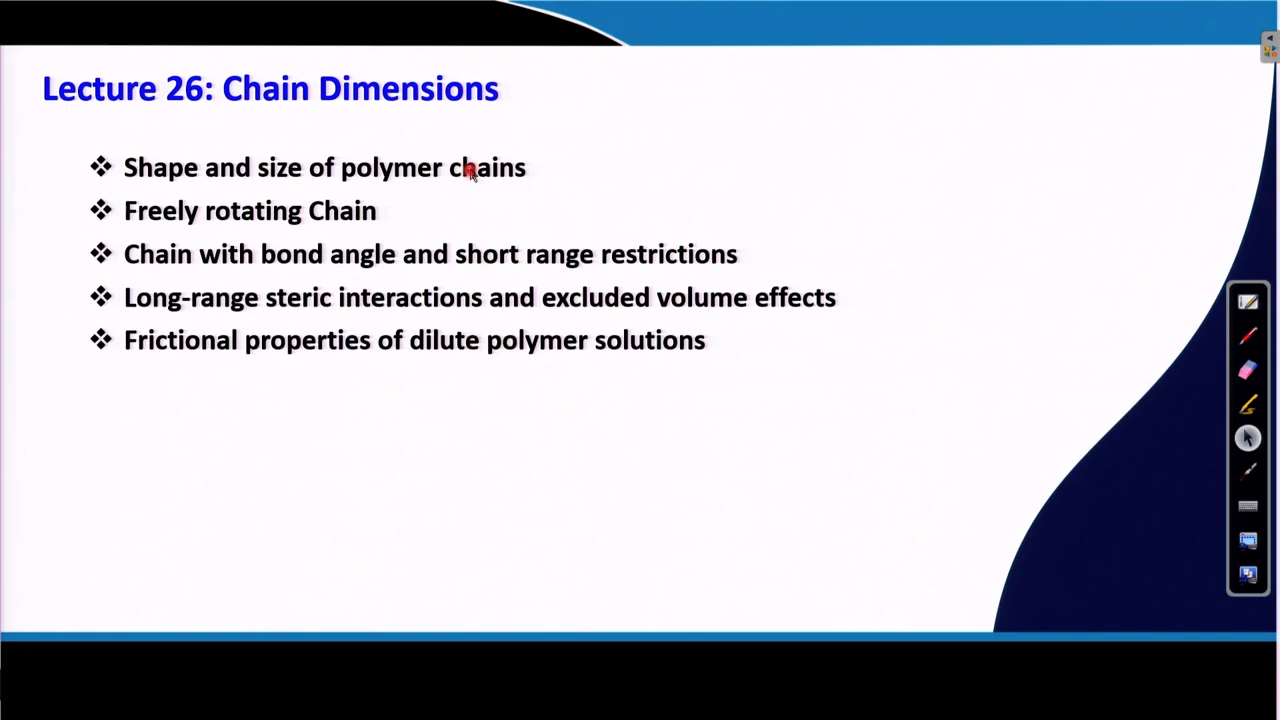 Lecture 26: Chain Dimensions
❖ Shape and size of polymer chains
❖ Freely rotating Chain
❖ Chain with bond angle and short range restrictions
❖ Long-range steric interactions and excluded volume effects
❖ Frictional properties of dilute polymer solutions